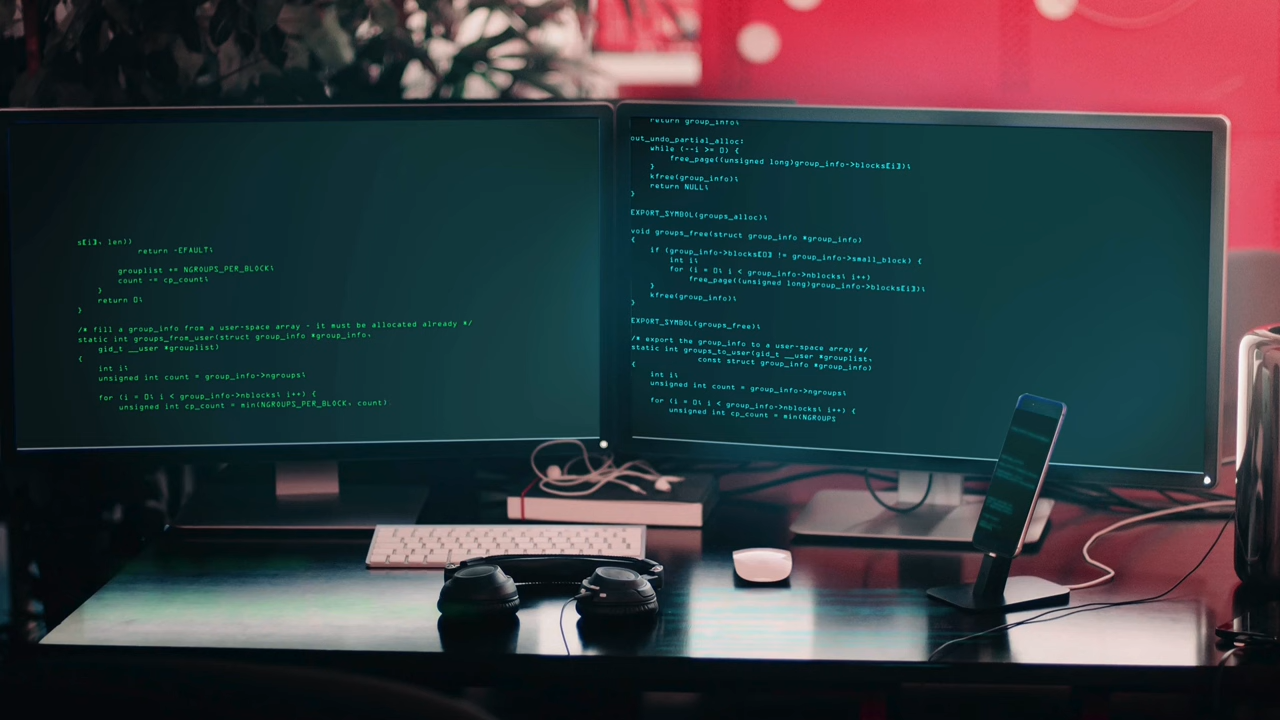 s[i], len))
return -EFAULT;
grouplist += NGROUPS_PER_BLOCK;
count -= cp_count;
}
return 0;
}
/* fill a group_info from a user-space array - it must be allocated already */
static int groups_from_user(struct group_info *group_info,
gid_t __user *grouplist)
{
int i;
unsigned int count = group_info->ngroups;
for (i = 0; i < group_info->nblocks; i++) {
unsigned int cp_count = min(NGROUPS_PER_BLOCK, count)
return group_info;
out_undo_partial_alloc:
while (--i >= 0) {
free_page((unsigned long)group_info->blocks[i]);
}
kfree(group_info);
return NULL;
}
EXPORT_SYMBOL(groups_alloc);
void groups_free(struct group_info *group_info)
{
if (group_info->blocks[0] != group_info->small_block) {
int i;
for (i = 0; i < group_info->nblocks; i++)
free_page((unsigned long)group_info->blocks[i]);
}
kfree(group_info);
}
EXPORT_SYMBOL(groups_free);
/* export the group_info to a user-space array */
static int groups_to_user(gid_t __user *grouplist,
const struct group_info *group_info)
{
int i;
unsigned int count = group_info->ngroups;
for (i = 0; i < group_info->nblocks; i++) {
unsigned int cp_count = min(NGROUPS